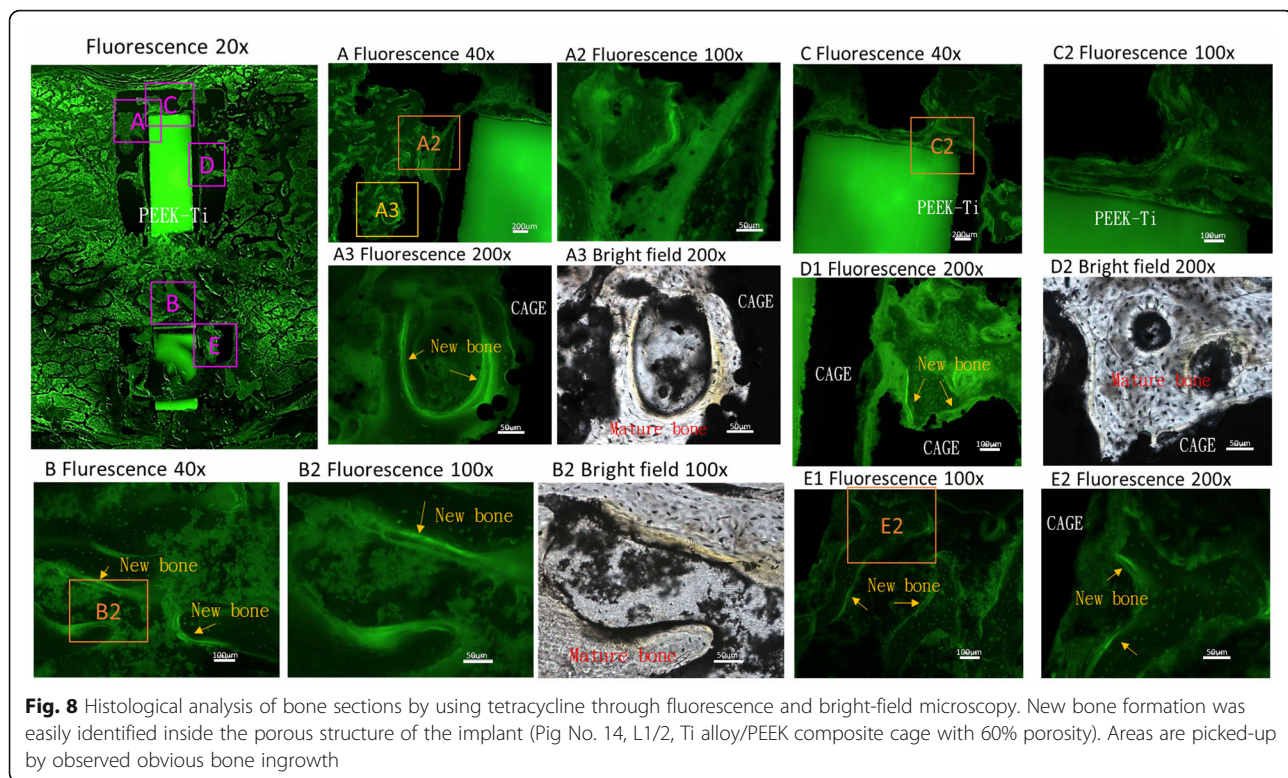 Fluorescence 20x
A
C
D
PEEK-Ti
B
E
A Fluorescence 40x
A2
A3
200um
A2 Fluorescence 100x
50um
C Fluorescence 40x
C2
PEEK-Ti
200um
C2 Fluorescence 100x
PEEK-Ti
100um
A3 Fluorescence 200x
CAGE
New bone
50um
A3 Bright field 200x
CAGE
Mature bone
50um
D1 Fluorescence 200x
New bone
CAGE
CAGE
100um
D2 Bright field 200x
Mature bone
CAGE
50um
B Flurescence 40x
New bone
B2
New bone
100um
B2 Fluorescence 100x
New bone
50um
B2 Bright field 100x
Mature bone
50um
E1 Fluorescence 100x
E2
New bone
100um
E2 Fluorescence 200x
CAGE
New bone
50um
Fig. 8 Histological analysis of bone sections by using tetracycline through fluorescence and bright-field microscopy. New bone formation was
easily identified inside the porous structure of the implant (Pig No. 14, L1/2, Ti alloy/PEEK composite cage with 60% porosity). Areas are picked-up
by observed obvious bone ingrowth